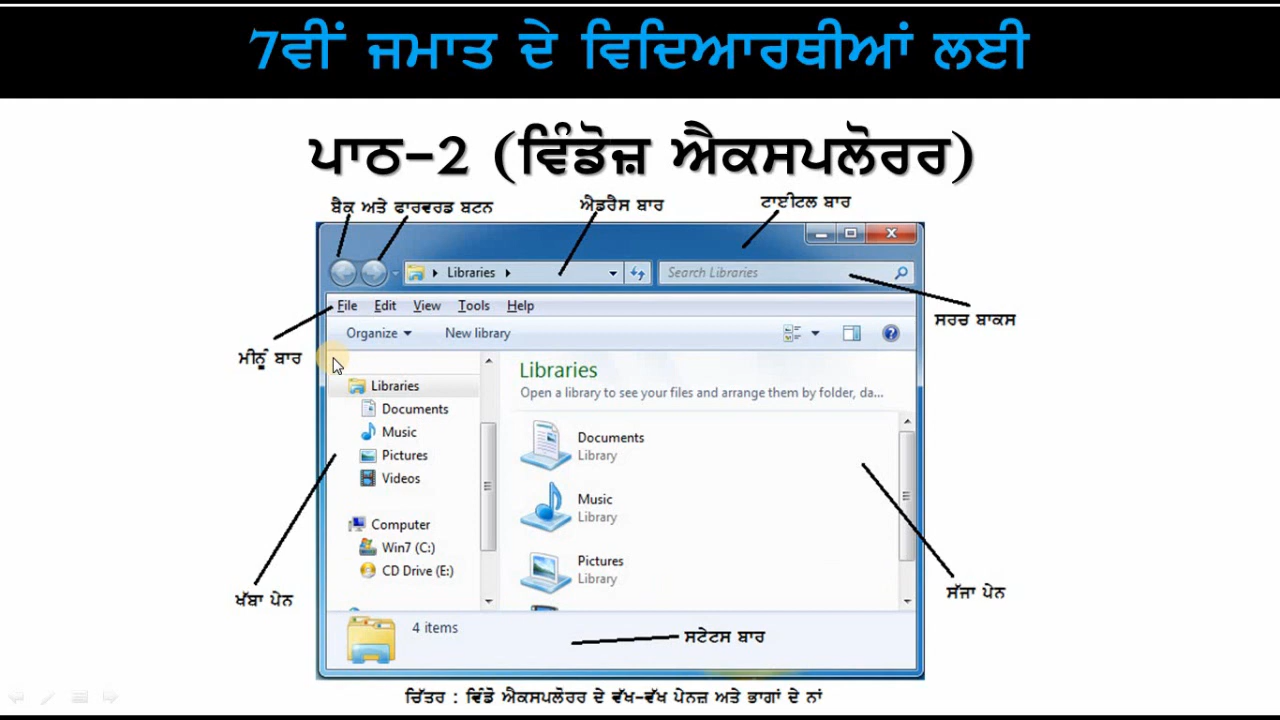 7ਵੀਂ ਜਮਾਤ ਦੇ ਵਿਦਿਆਰਥੀਆਂ ਲਈ
ਪਾਠ-2 (ਵਿੰਡੋਜ਼ ਐਕਸਪਲੋਰਰ)
ਬੈਕ ਅਤੇ ਫਾਰਵਰਡ ਬਟਨ
ਐਡਰੈਸ ਬਾਰ
ਟਾਈਟਲ ਬਾਰ
Libraries
Search Libraries
ਸਰਚ ਬਾਕਸ
File Edit View Tools Help
Organize
New library
ਮੀਨੂੰ ਬਾਰ
Libraries
Documents
Music
Pictures
Videos
Computer
Win7 (C:)
CD Drive (E:)
ਖੱਬਾ ਪੇਨ
Libraries
Open a library to see your files and arrange them by folder, da...
Documents
Library
Music
Library
Pictures
Library
ਸੱਜਾ ਪੇਨ
4 items
ਸਟੇਟਸ ਬਾਰ
ਚਿੱਤਰ : ਵਿੰਡੋ ਐਕਸਪਲੋਰਰ ਦੇ ਵੱਖ-ਵੱਖ ਪੇਨਜ਼ ਅਤੇ ਭਾਗਾਂ ਦੇ ਨਾਂ